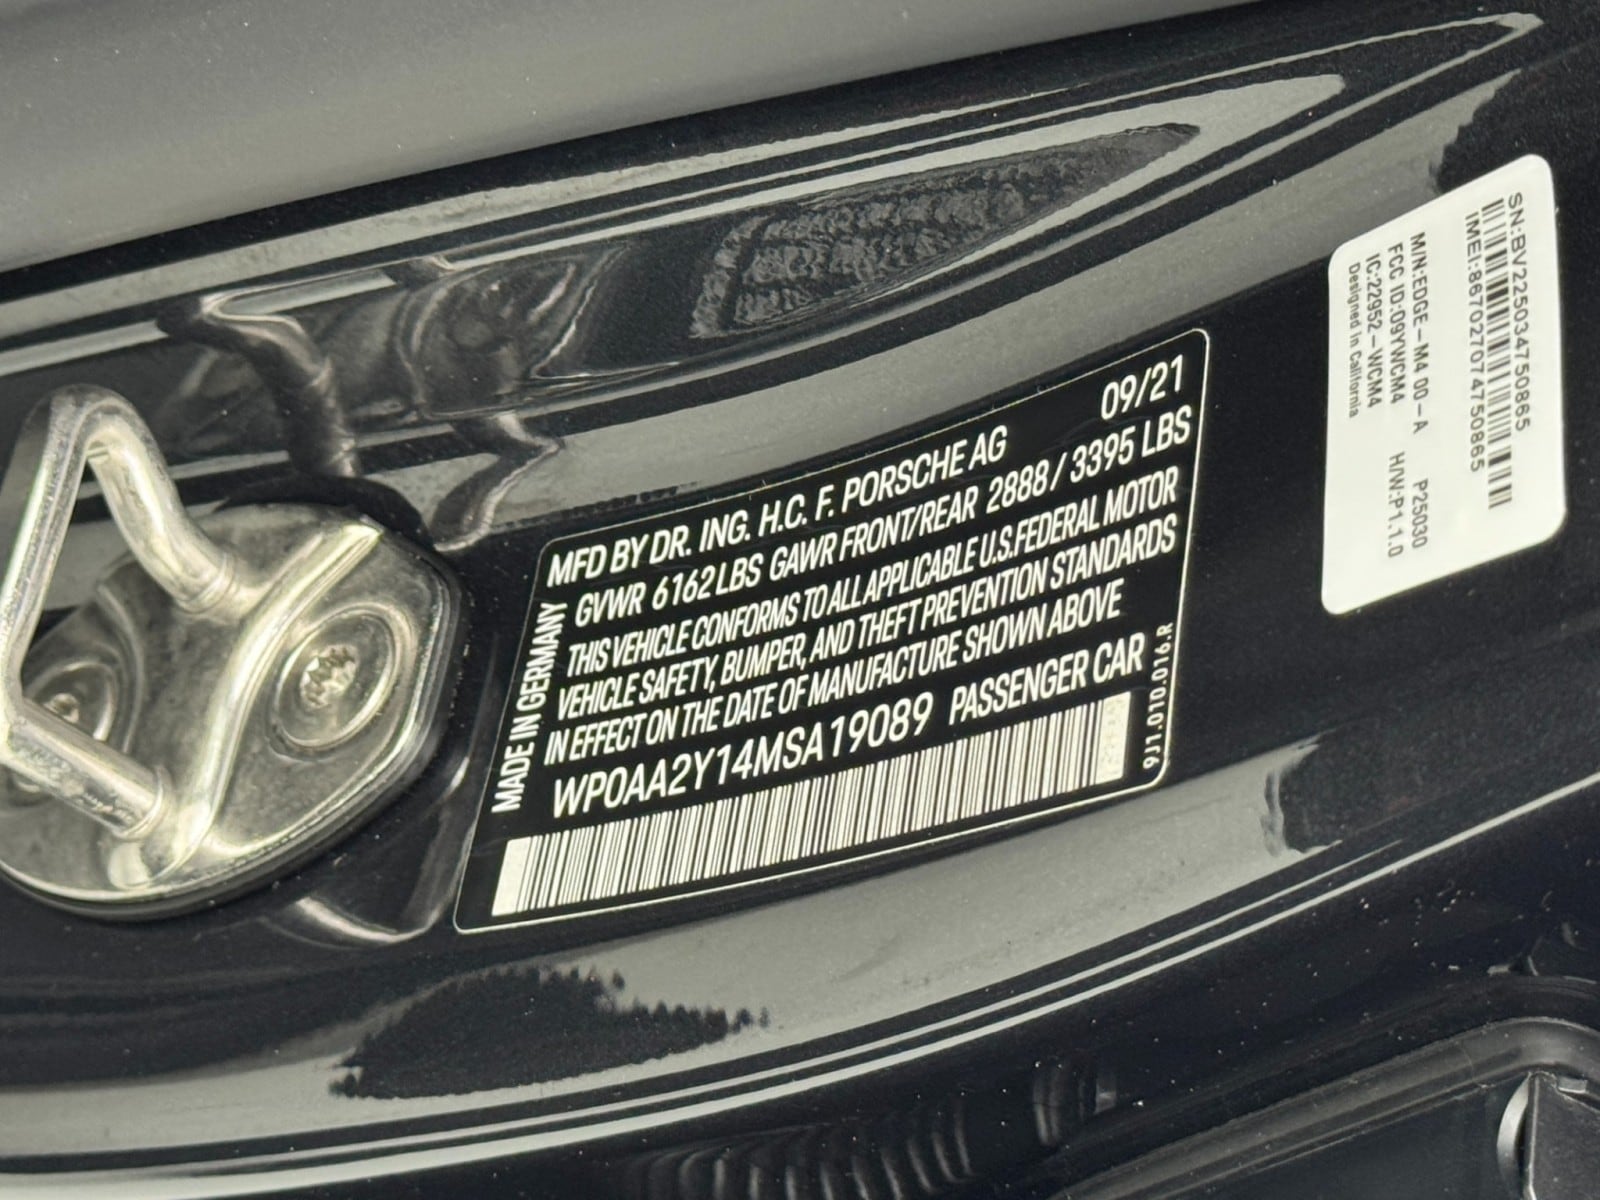 MFD BY DR. ING. H.C. F. PORSCHE AG 09/21
GVWR 6162 LBS GAWR FRONT/REAR 2888 / 3395 LBS
THIS VEHICLE CONFORMS TO ALL APPLICABLE U.S.FEDERAL MOTOR
VEHICLE SAFETY, BUMPER, AND THEFT PREVENTION STANDARDS
IN EFFECT ON THE DATE OF MANUFACTURE SHOWN ABOVE
WP0AA2Y14MSA19089 PASSENGER CAR
MADE IN GERMANY
9J1.010.016.R
SN:BV22503474750865
IMEI:867027074750865
M/N:EDGE-M4 00-A P25030
FCC ID:09YWCM4 H/W:P1.1.0
IC:22952-WCM4
Designed in California